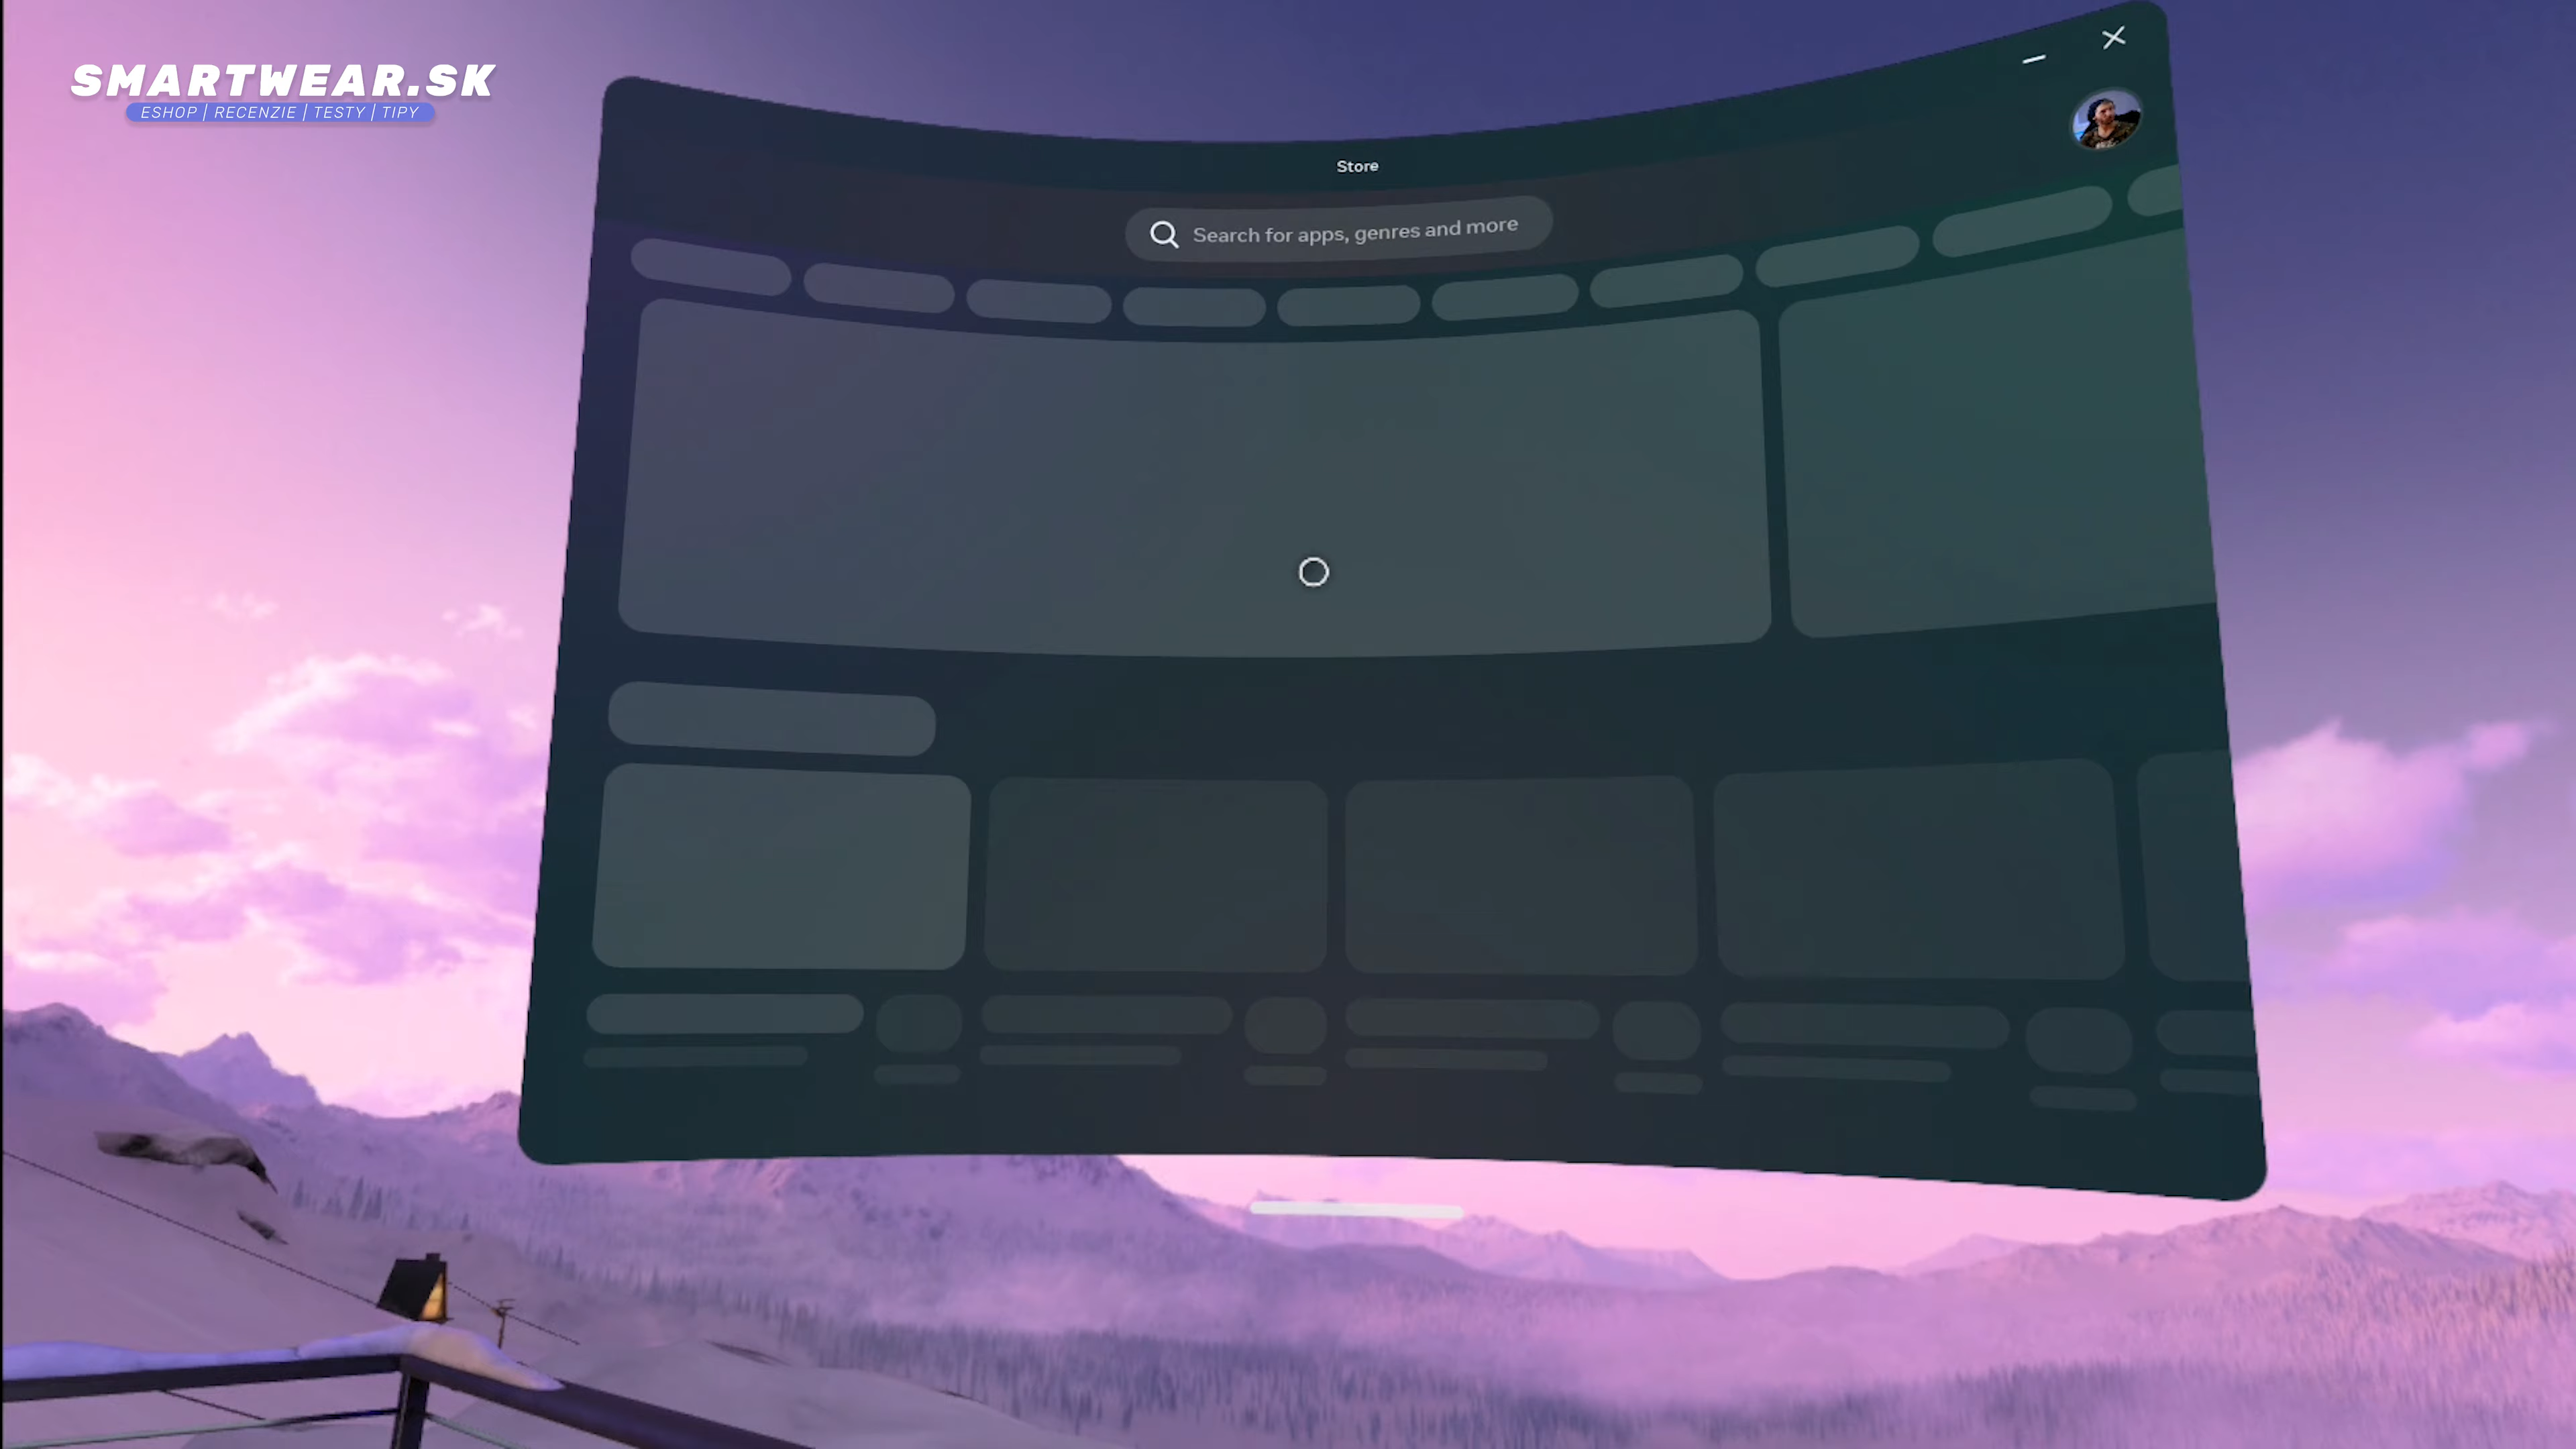 SMARTWEAR.SK
ESHOP | RECENZIE | TESTY | TIPY
Store
Search for apps, genres and more